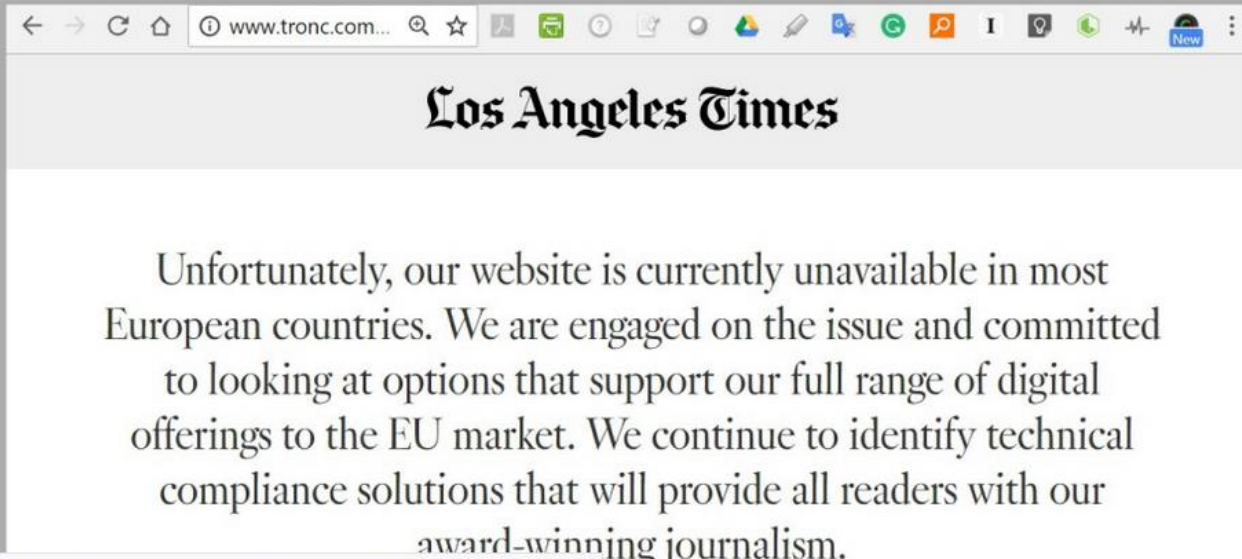 www.tronc.com...
New
Los Angeles Times
Unfortunately, our website is currently unavailable in most
European countries. We are engaged on the issue and committed
to looking at options that support our full range of digital
offerings to the EU market. We continue to identify technical
compliance solutions that will provide all readers with our
award-winning journalism.